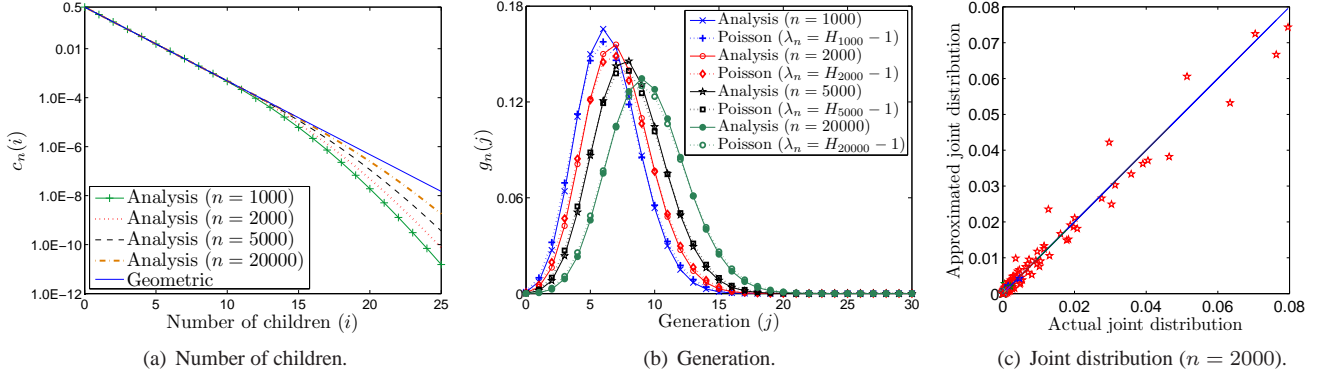 0.5
0.01
1.0E−4
1.0E−6
1.0E−8
1.0E−10
1.0E−12
c_n(i)
0 5 10 15 20 25
Number of children (i)
Analysis (n = 1000)
Analysis (n = 2000)
Analysis (n = 5000)
Analysis (n = 20000)
Geometric
(a) Number of children.
0.18
0.12
0.06
0
g_n(j)
0 5 10 15 20 25 30
Generation (j)
Analysis (n = 1000)
Poisson (λ_n = H_1000 − 1)
Analysis (n = 2000)
Poisson (λ_n = H_2000 − 1)
Analysis (n = 5000)
Poisson (λ_n = H_5000 − 1)
Analysis (n = 20000)
Poisson (λ_n = H_20000 − 1)
(b) Generation.
0.08
0.07
0.06
0.05
0.04
0.03
0.02
0.01
0
Approximated joint distribution
0 0.02 0.04 0.06 0.08
Actual joint distribution
(c) Joint distribution (n = 2000).